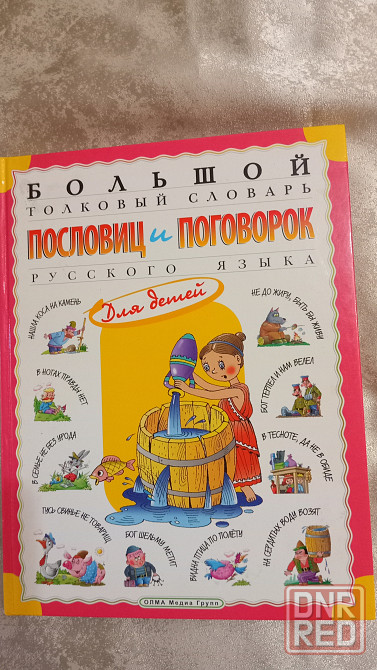 БОЛЬШОЙ
ТОЛКОВЫЙ СЛОВАРЬ
ПОСЛОВИЦ и ПОГОВОРОК
РУССКОГО ЯЗЫКА
Для детей
НАШЛА КОСА НА КАМЕНЬ
НЕ ДО ЖИРУ, БЫТЬ БЫ ЖИВУ
В НОГАХ ПРАВДЫ НЕТ
БОГ ТЕРПЕЛ И НАМ ВЕЛЕЛ
В СЕМЬЕ НЕ БЕЗ УРОДА
В ТЕСНОТЕ, ДА НЕ В ОБИДЕ
ГУСЬ СВИНЬЕ НЕ ТОВАРИЩ
БОГ ШЕЛЬМУ МЕТИТ
ВИДНА ПТИЦА ПО ПОЛЁТУ
НА СЕРДИТЫХ ВОДУ ВОЗЯТ
ОЛМА Медиа Групп
DNR
RED